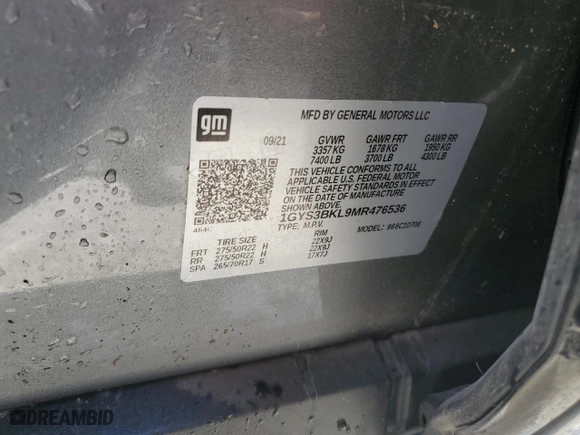 gm
MFD BY GENERAL MOTORS LLC
09/21 GVWR GAWR FRT GAWR RR
3357 KG 1678 KG 1950 KG
7400 LB 3700 LB 4300 LB
THIS VEHICLE CONFORMS TO ALL
APPLICABLE U.S. FEDERAL MOTOR
VEHICLE SAFETY STANDARDS IN EFFECT
ON THE DATE OF MANUFACTURE
SHOWN ABOVE.
1GYS3BKL9MR476536
TYPE: M.P.V. MODEL:
TIRE SIZE RIM
FRT 275/50R22 H 22X9J
RR 275/50R22 H 22X9J
SPA 265/70R17 S 17X7J
DREAMBID